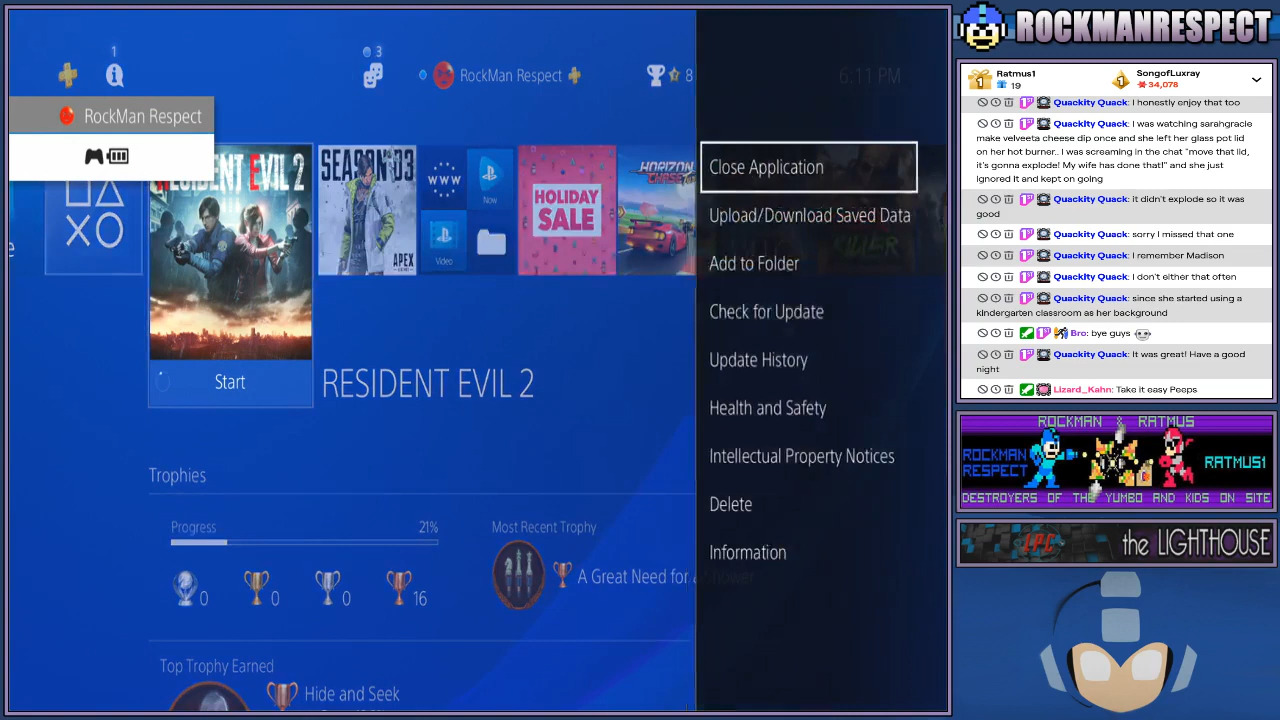 1
3
RockMan Respect
8
6:11 PM
RockMan Respect
RESIDENT EVIL 2
SEASON 03
APEX
WWW
Now
Video
HOLIDAY
SALE
HORIZON
CHASE
KILLER
Start
RESIDENT EVIL 2
Trophies
Progress
21%
0
0
0
16
Most Recent Trophy
A Great Need for a Shower
Top Trophy Earned
Hide and Seek
Close Application
Upload/Download Saved Data
Add to Folder
Check for Update
Update History
Health and Safety
Intellectual Property Notices
Delete
Information
ROCKMANRESPECT
1
Ratmus1
19
1
SongofLuxray
34,078
Quackity Quack: I honestly enjoy that too
Quackity Quack: I was watching sarahgracle
make velveeta cheese dip once and she left her glass pot lid
on her hot burner.. I was screaming in the chat "move that lid,
it's gonna explode! My wife has done that!" and she just
ignored it and kept on going
Quackity Quack: it didn't explode so it was
good
Quackity Quack: sorry I missed that one
Quackity Quack: I remember Madison
Quackity Quack: I don't either that often
Quackity Quack: since she started using a
kindergarten classroom as her background
Bro: bye guys
Quackity Quack: It was great! Have a good
night
Lizard_Kahn: Take it easy Peeps
ROCKMAN & RATMUS
ROCKMAN
RESPECT
RATMUS1
DESTROYERS OF THE YUMBO AND KIDS ON SITE
LPC
the LIGHTHOUSE